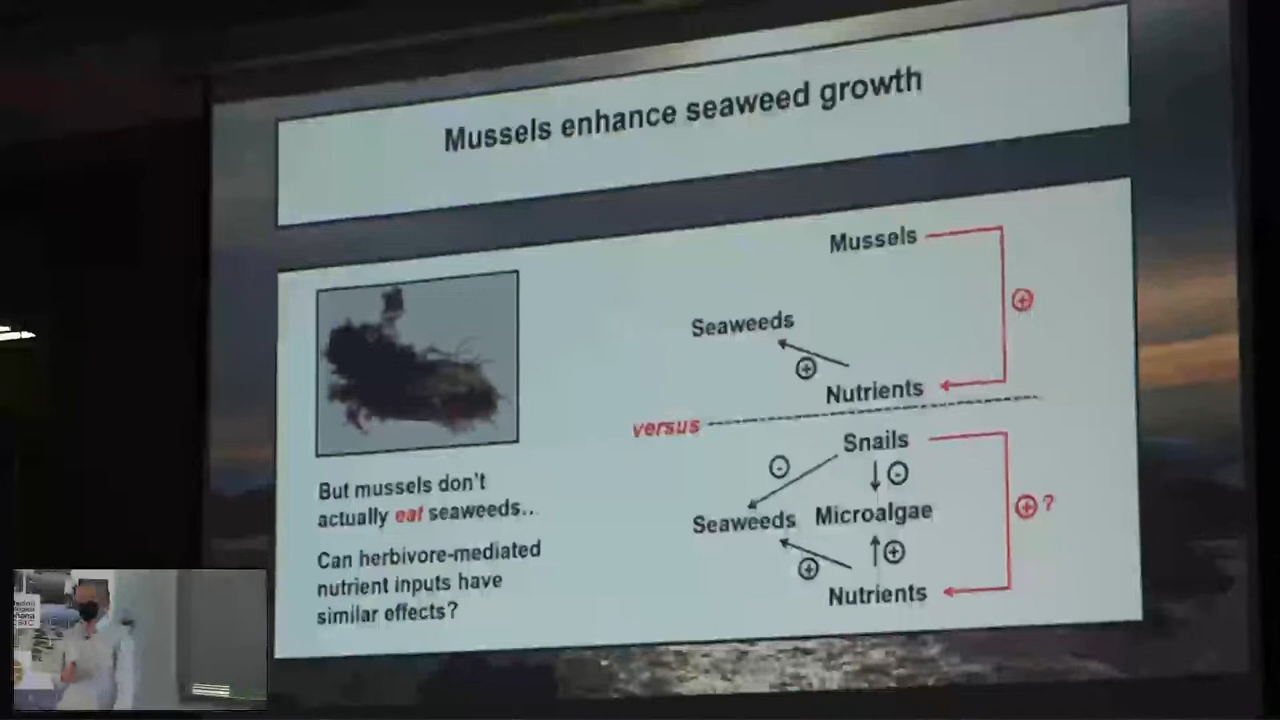 Mussels enhance seaweed growth
Mussels
+
Seaweeds
+
Nutrients
versus
Snails
-
-
Seaweeds
Microalgae
+ ?
+
+
Nutrients
But mussels don't
actually eat seaweeds...
Can herbivore-mediated
nutrient inputs have
similar effects?